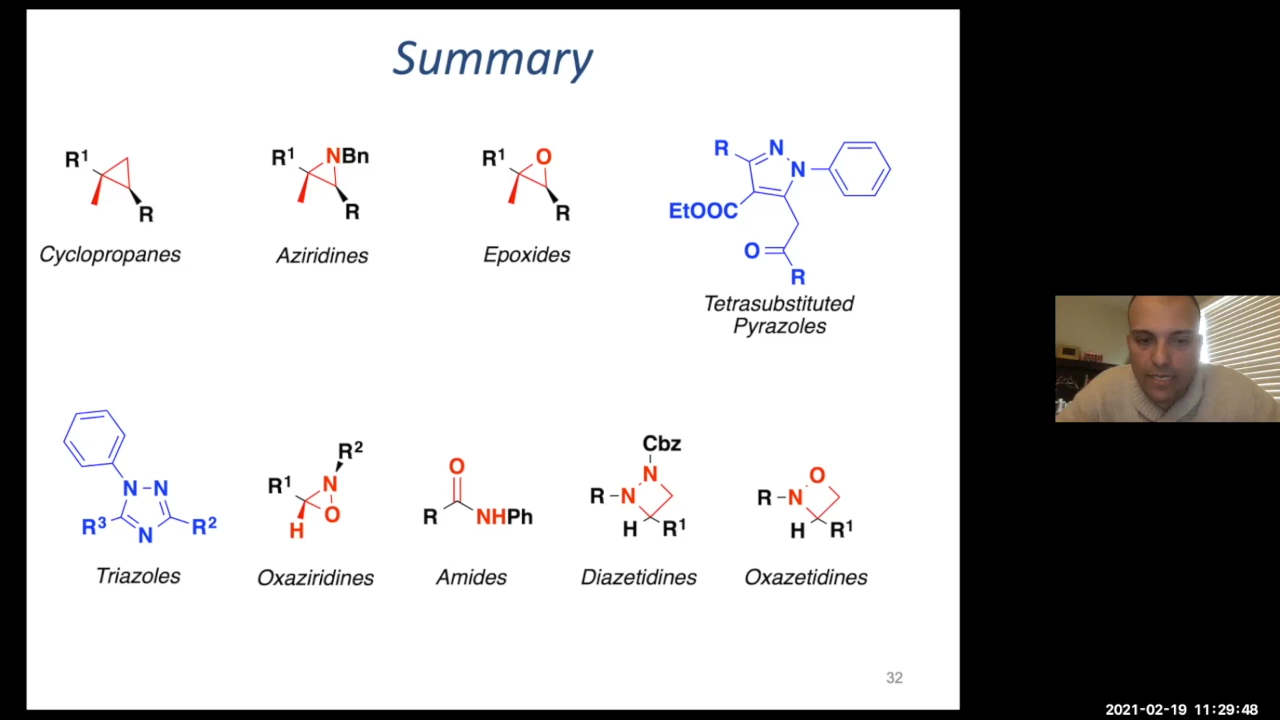 Summary
R¹
R
Cyclopropanes
R¹
NBn
R
Aziridines
R¹
O
R
Epoxides
R
N
N
EtOOC
O
R
Tetrasubstituted
Pyrazoles
N
N
R³
N
R²
Triazoles
R²
R¹
N
O
H
Oxaziridines
O
R
NHPh
Amides
Cbz
N
R
N
H
R¹
Diazetidines
O
R
N
H
R¹
Oxazetidines
32
2021-02-19 11:29:48